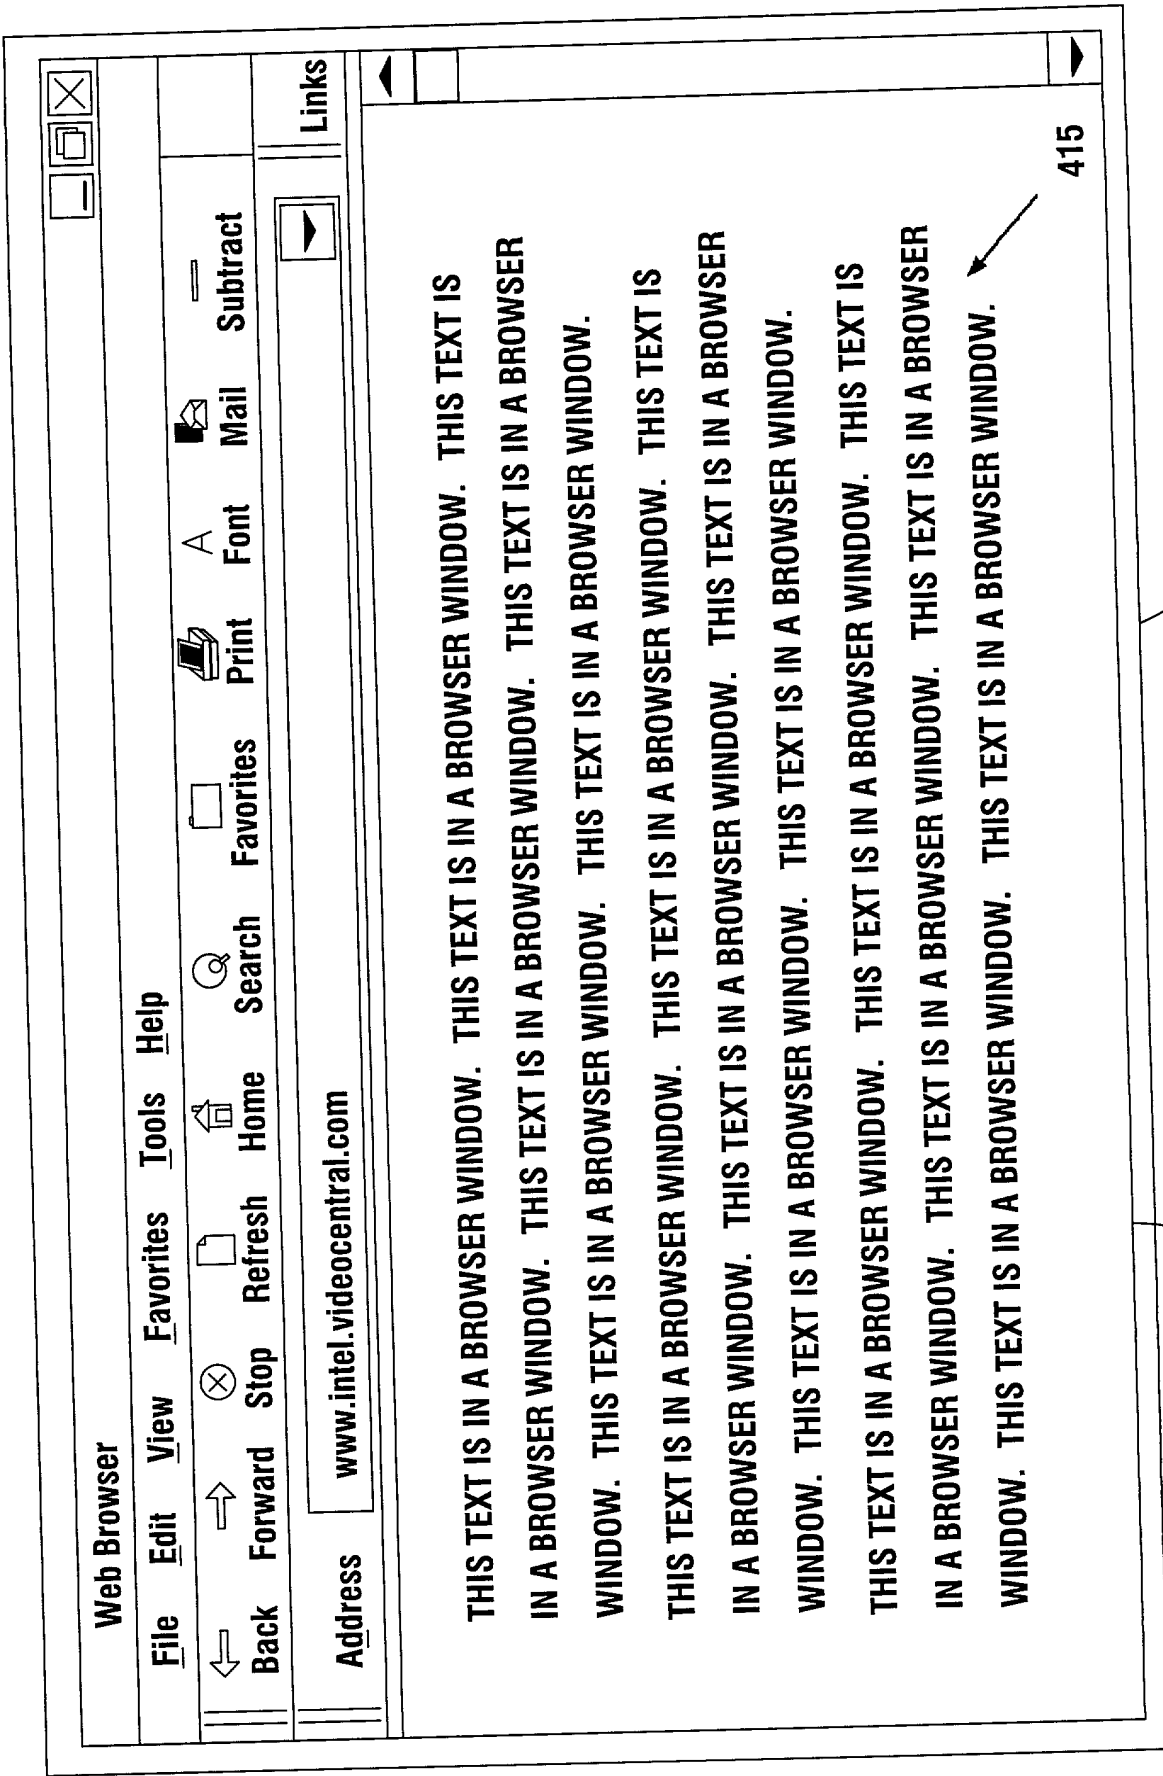 Web Browser
File Edit View Favorites Tools Help
Back Forward Stop Refresh Home Search Favorites Print Font Mail Subtract
Address www.intel.videocentral.com Links
THIS TEXT IS IN A BROWSER WINDOW. THIS TEXT IS IN A BROWSER WINDOW. THIS TEXT IS
IN A BROWSER WINDOW. THIS TEXT IS IN A BROWSER WINDOW. THIS TEXT IS IN A BROWSER
WINDOW. THIS TEXT IS IN A BROWSER WINDOW. THIS TEXT IS IN A BROWSER WINDOW.
THIS TEXT IS IN A BROWSER WINDOW. THIS TEXT IS IN A BROWSER WINDOW. THIS TEXT IS
IN A BROWSER WINDOW. THIS TEXT IS IN A BROWSER WINDOW. THIS TEXT IS IN A BROWSER
WINDOW. THIS TEXT IS IN A BROWSER WINDOW. THIS TEXT IS IN A BROWSER WINDOW.
THIS TEXT IS IN A BROWSER WINDOW. THIS TEXT IS IN A BROWSER WINDOW. THIS TEXT IS
IN A BROWSER WINDOW. THIS TEXT IS IN A BROWSER WINDOW. THIS TEXT IS IN A BROWSER
WINDOW. THIS TEXT IS IN A BROWSER WINDOW. THIS TEXT IS IN A BROWSER WINDOW.
415